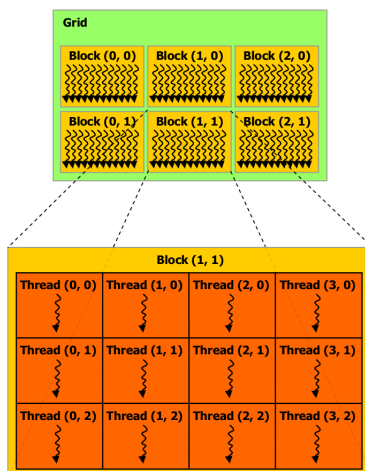 Grid
Block (0, 0) Block (1, 0) Block (2, 0)
Block (0, 1) Block (1, 1) Block (2, 1)
Block (1, 1)
Thread (0, 0) Thread (1, 0) Thread (2, 0) Thread (3, 0)
Thread (0, 1) Thread (1, 1) Thread (2, 1) Thread (3, 1)
Thread (0, 2) Thread (1, 2) Thread (2, 2) Thread (3, 2)